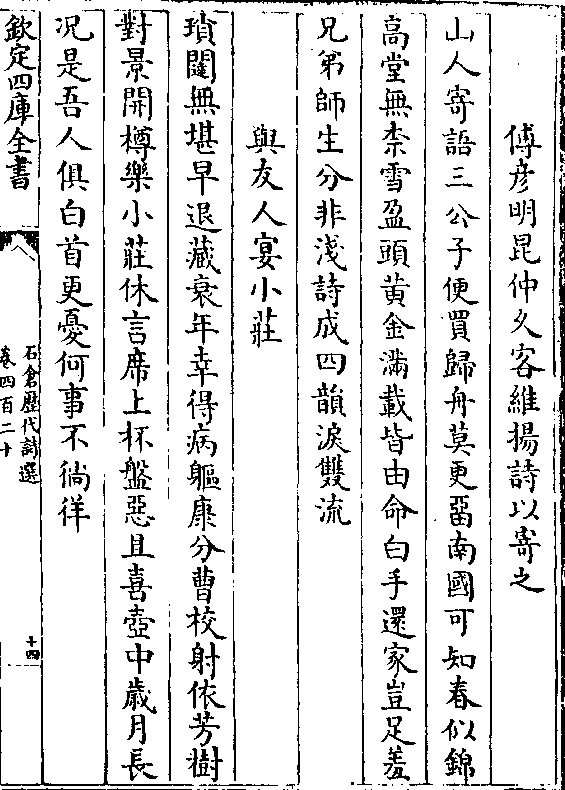 傅彦明昆仲久客維揚詩以寄之
山人寄語三公子便買歸舟莫更畱南國可知春似錦
高堂無柰雪盈頭黄金滿載皆由命白手還家豈足羞
兄弟師生分非淺詩成四韻淚雙流
與友人宴小莊
瑣闥無堪早退藏衰年幸得病軀康分曹校射依芳樹
對景開樽樂小莊休言席上杯盤惡且喜壺中歲月長
况是吾人俱白首更憂何事不徜徉
欽定四庫全書
石倉歷代詩選
卷四百二十
十四